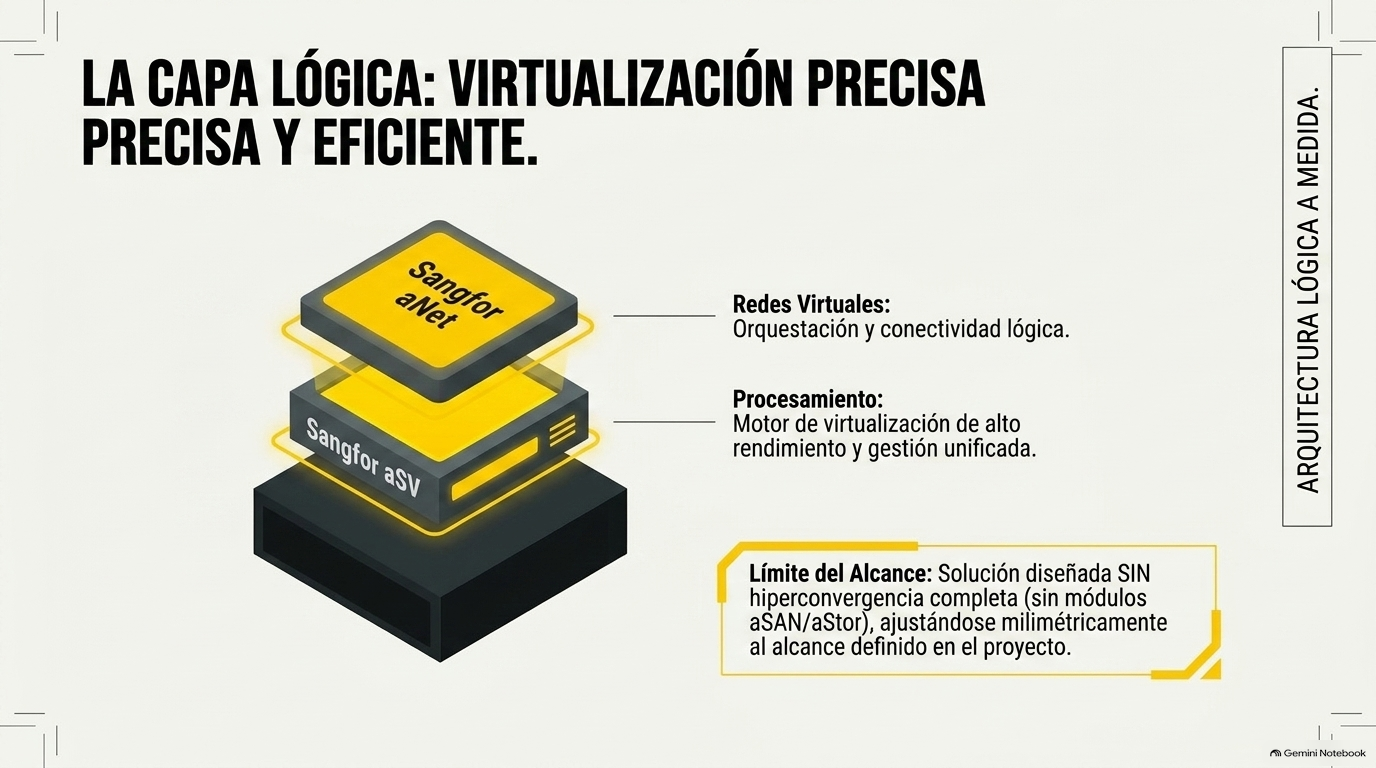 LA CAPA LÓGICA: VIRTUALIZACIÓN PRECISA
PRECISA Y EFICIENTE.
Sangfor
aNet
Sangfor aSV
Redes Virtuales:
Orquestación y conectividad lógica.
Procesamiento:
Motor de virtualización de alto
rendimiento y gestión unificada.
Límite del Alcance: Solución diseñada SIN
hiperconvergencia completa (sin módulos
aSAN/aStor), ajustándose milimétricamente
al alcance definido en el proyecto.
ARQUITECTURA LÓGICA A MEDIDA.
Gemini Notebook